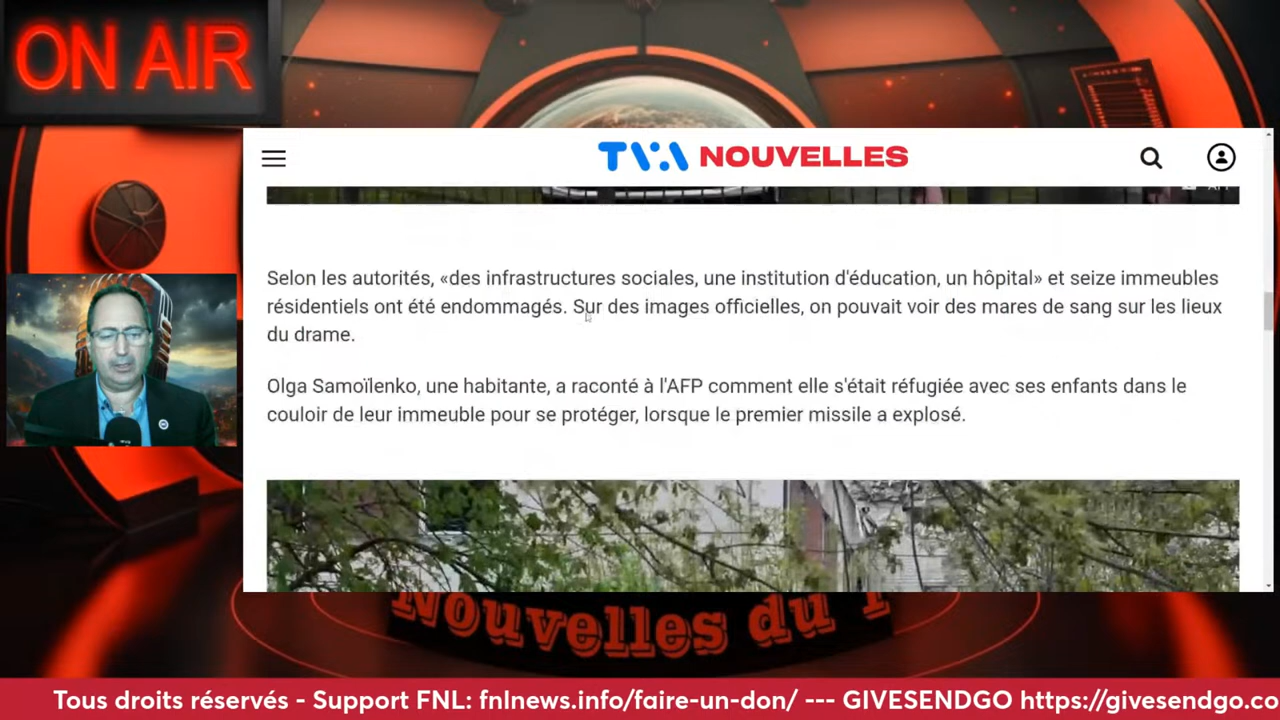 ON AIR
TVA NOUVELLES
Selon les autorités, «des infrastructures sociales, une institution d'éducation, un hôpital» et seize immeubles
résidentiels ont été endommagés. Sur des images officielles, on pouvait voir des mares de sang sur les lieux
du drame.
Olga Samoïlenko, une habitante, a raconté à l'AFP comment elle s'était réfugiée avec ses enfants dans le
couloir de leur immeuble pour se protéger, lorsque le premier missile a explosé.
Nouvelles du
Tous droits réservés - Support FNL: fnlnews.info/faire-un-don/ --- GIVESENDGO https://givesendgo.co